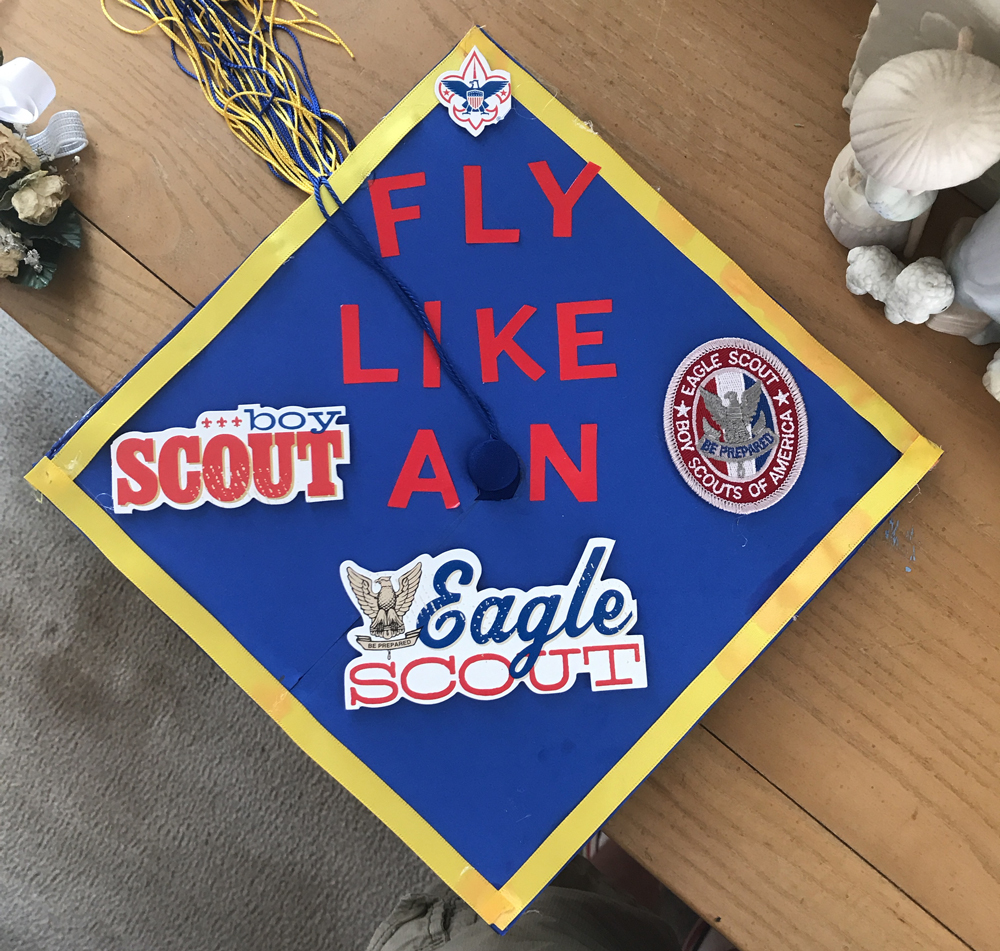 FLY
LIKE
AN
boy
SCOUT
EAGLE SCOUT
BE PREPARED
BOY SCOUTS OF AMERICA
Eagle
BE PREPARED
SCOUT